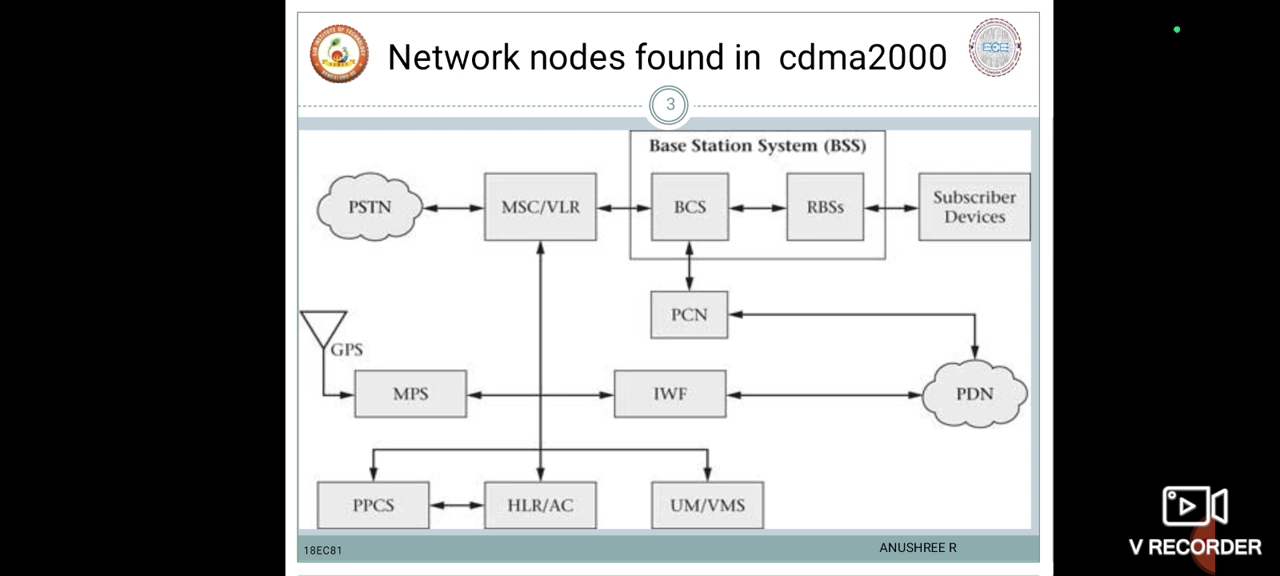 Network nodes found in cdma2000
3
Base Station System (BSS)
PSTN
MSC/VLR
BCS
RBSs
Subscriber
Devices
PCN
GPS
MPS
IWF
PDN
PPCS
HLR/AC
UM/VMS
18EC81
ANUSHREE R
V RECORDER